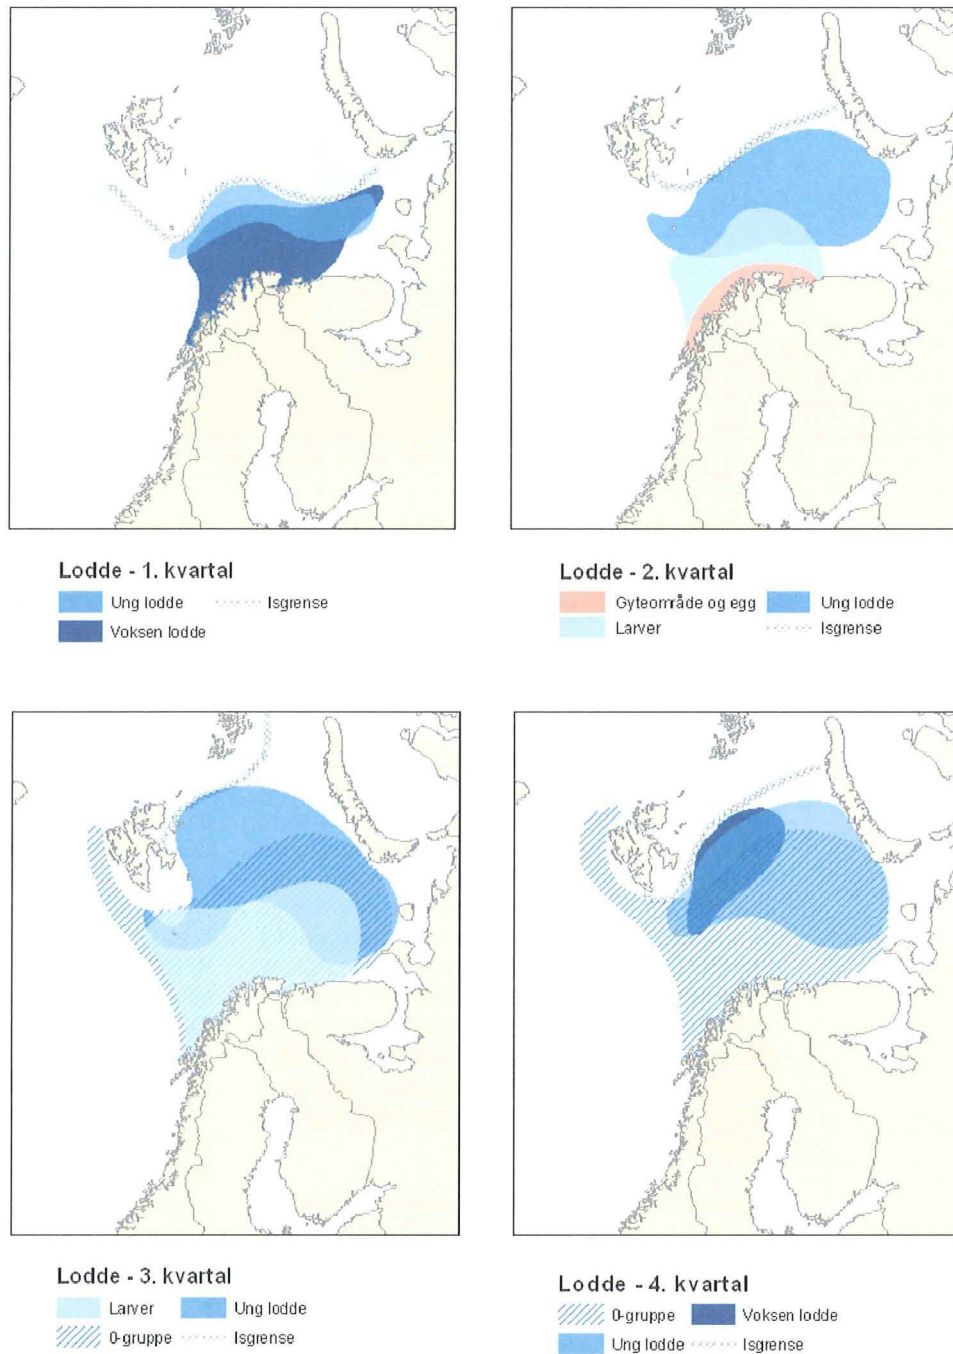 Lodde - 1. kvartal
Ung lodde Isgrense
Voksen lodde
Lodde - 2. kvartal
Gyteområde og egg Ung lodde
Larver Isgrense
Lodde - 3. kvartal
Larver Ung lodde
0-gruppe Isgrense
Lodde - 4. kvartal
0-gruppe Voksen lodde
Ung lodde Isgrense